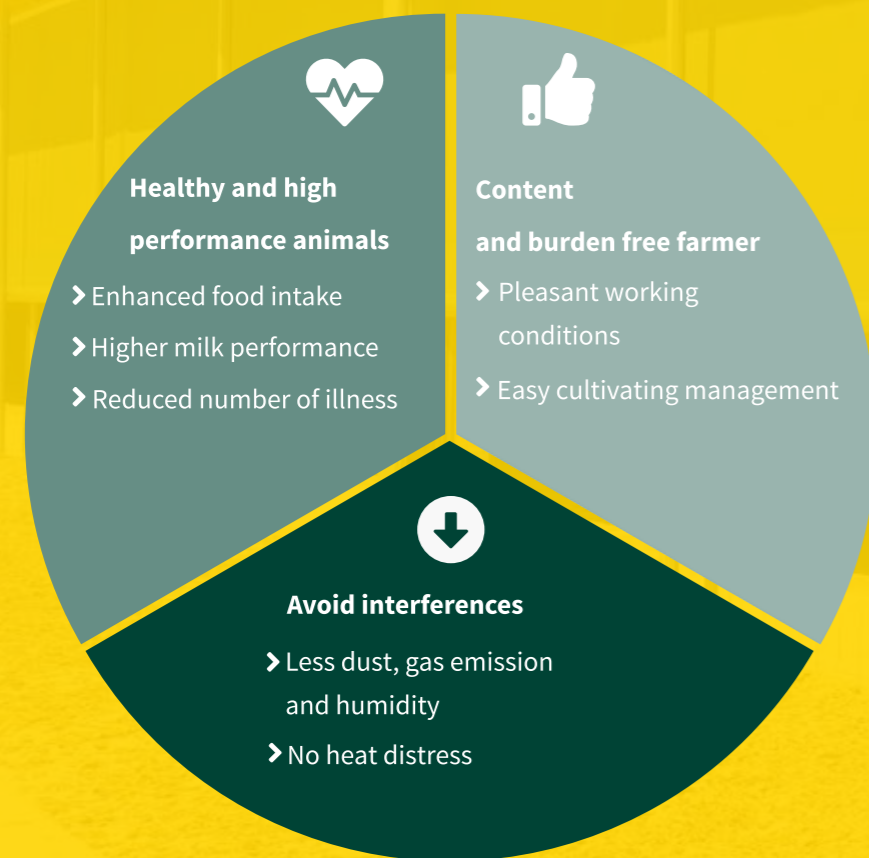 Healthy and high
performance animals
Enhanced food intake
Higher milk performance
Reduced number of illness
Content
and burden free farmer
Pleasant working
conditions
Easy cultivating management
Avoid interferences
Less dust, gas emission
and humidity
No heat distress